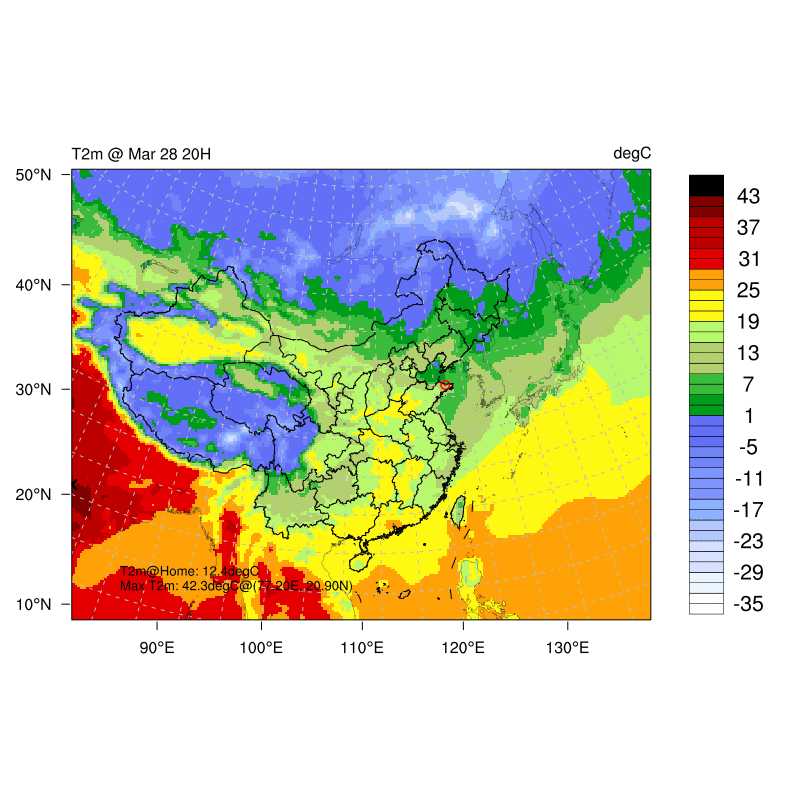 T2m @ Mar 28 20H degC
50°N
40°N
30°N
20°N
10°N
90°E 100°E 110°E 120°E 130°E
T2m@Home: 12.4degC
Max T2m: 42.3degC@(77.20E, 20.90N)
43
37
31
25
19
13
7
1
-5
-11
-17
-23
-29
-35